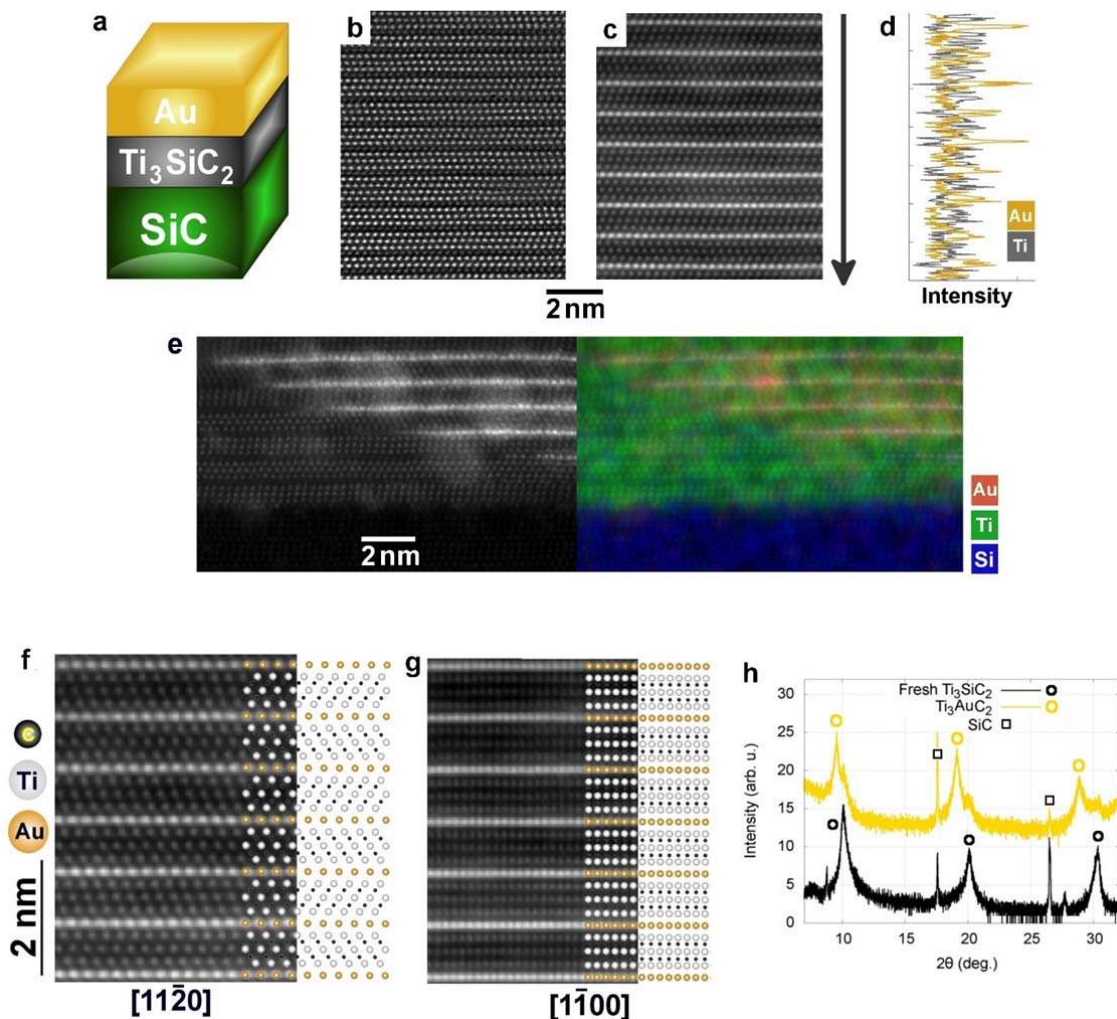 a
Au
Ti3SiC2
SiC
b
c
d
Au
Ti
2 nm
Intensity
e
2 nm
Au
Ti
Si
f
C
Ti
Au
2 nm
[112̄0]
g
[11̄00]
h
Intensity (arb. u.)
Fresh Ti3SiC2
Ti3AuC2
SiC
30
25
20
15
10
5
0
10 15 20 25 30
2θ (deg.)